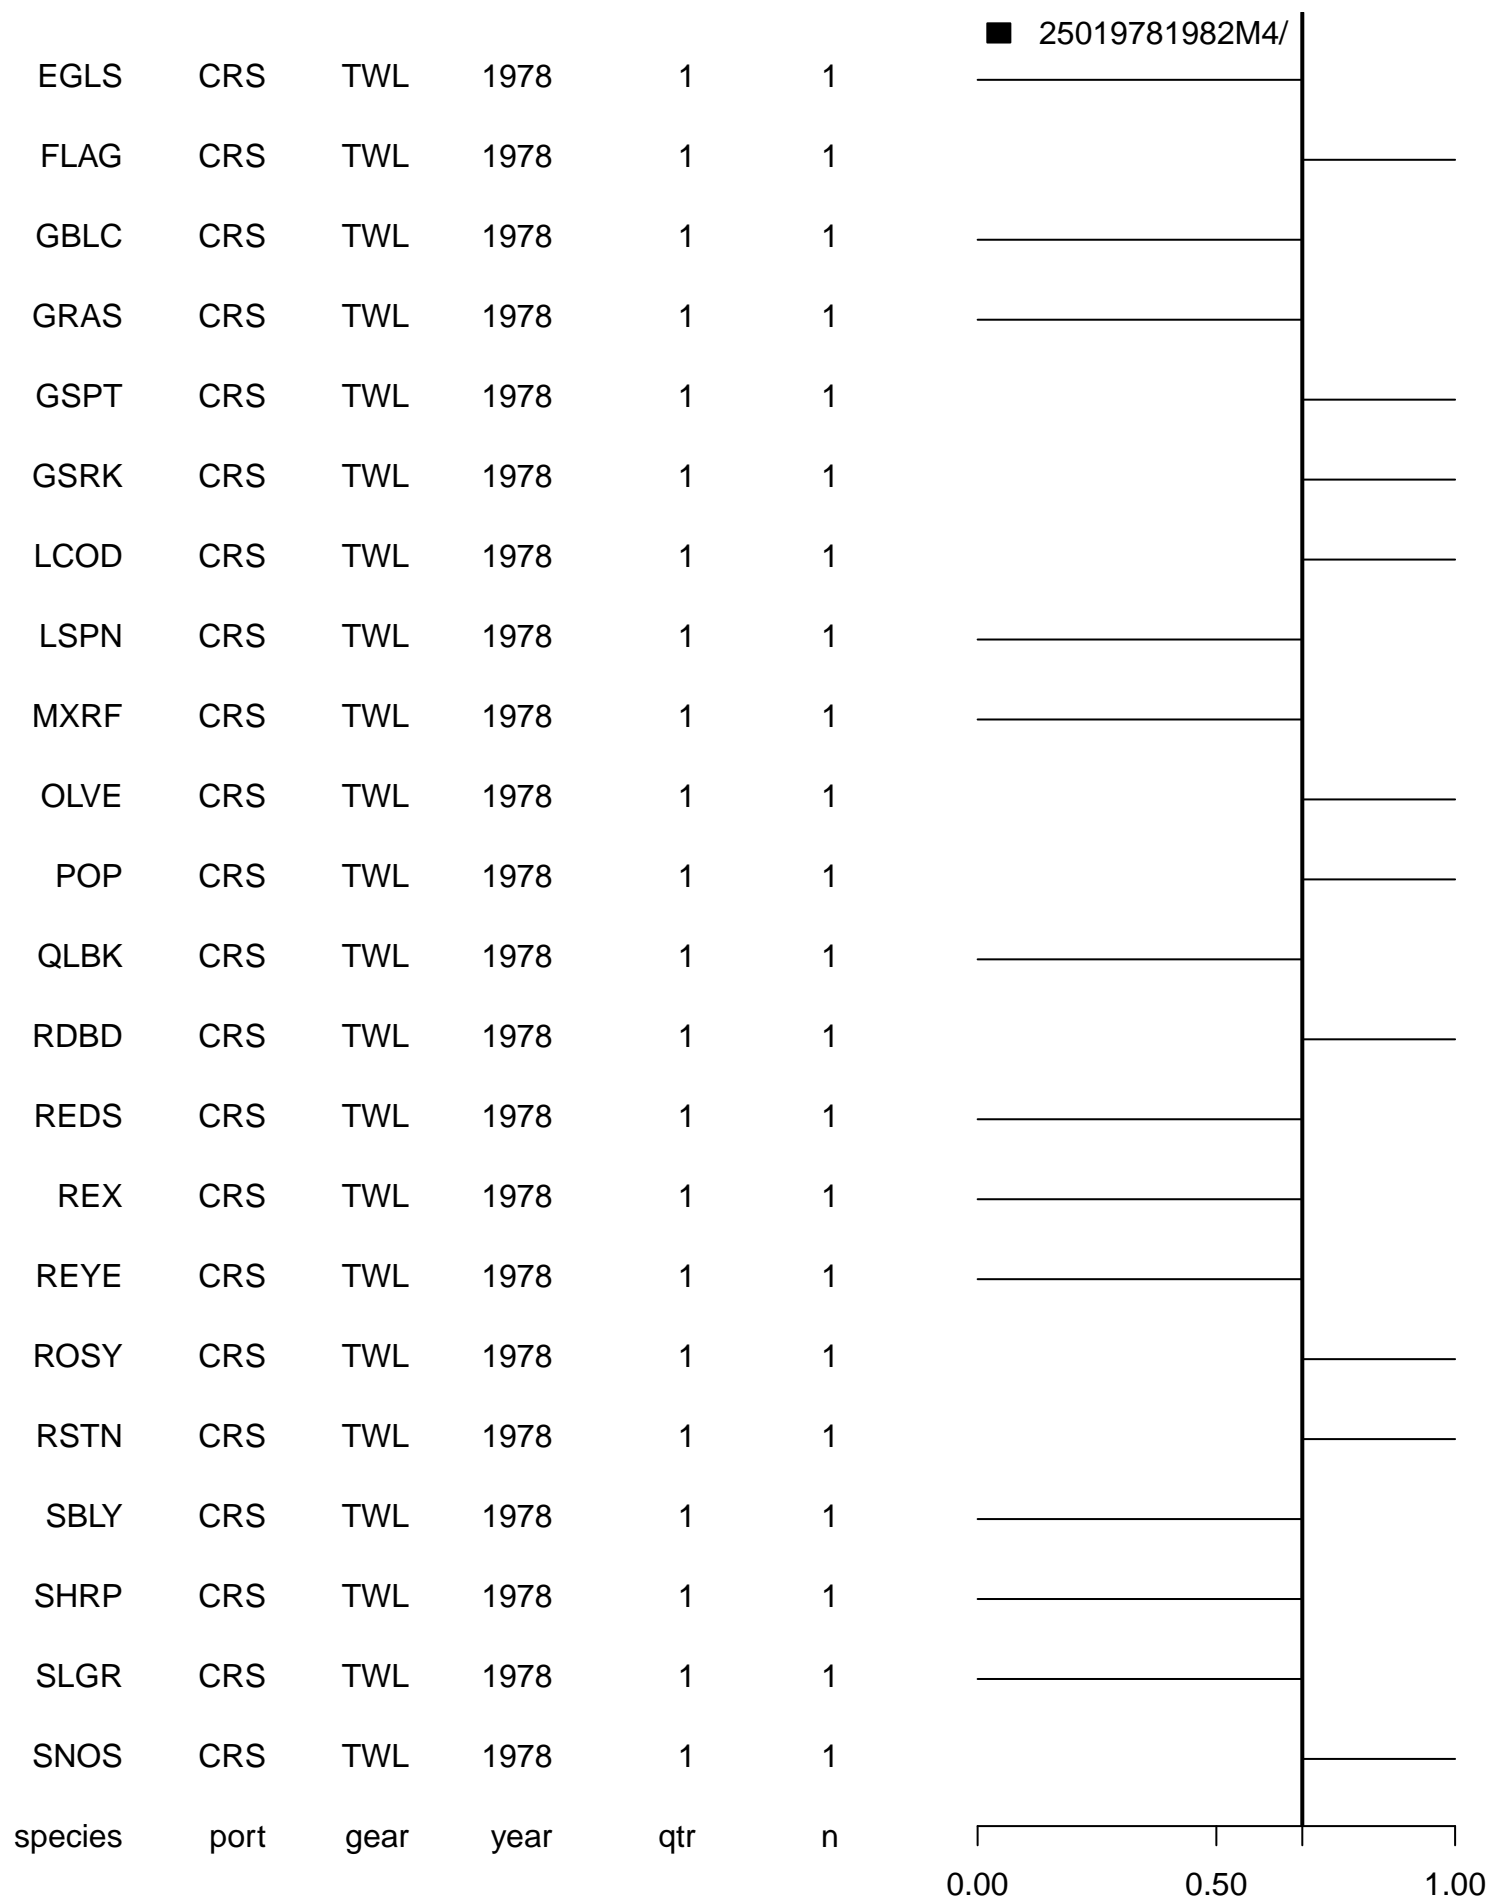 25019781982M4/
EGLS CRS TWL 1978 1 1
FLAG CRS TWL 1978 1 1
GBLC CRS TWL 1978 1 1
GRAS CRS TWL 1978 1 1
GSPT CRS TWL 1978 1 1
GSRK CRS TWL 1978 1 1
LCOD CRS TWL 1978 1 1
LSPN CRS TWL 1978 1 1
MXRF CRS TWL 1978 1 1
OLVE CRS TWL 1978 1 1
POP CRS TWL 1978 1 1
QLBK CRS TWL 1978 1 1
RDBD CRS TWL 1978 1 1
REDS CRS TWL 1978 1 1
REX CRS TWL 1978 1 1
REYE CRS TWL 1978 1 1
ROSY CRS TWL 1978 1 1
RSTN CRS TWL 1978 1 1
SBLY CRS TWL 1978 1 1
SHRP CRS TWL 1978 1 1
SLGR CRS TWL 1978 1 1
SNOS CRS TWL 1978 1 1
species port gear year qtr n
0.00 0.50 1.00